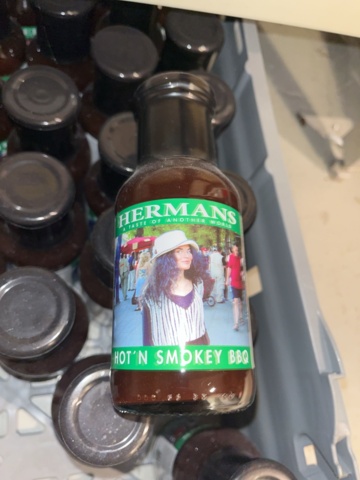 HERMANS
A TASTE OF ANOTHER WORLD
HOT'N SMOKEY BBQ